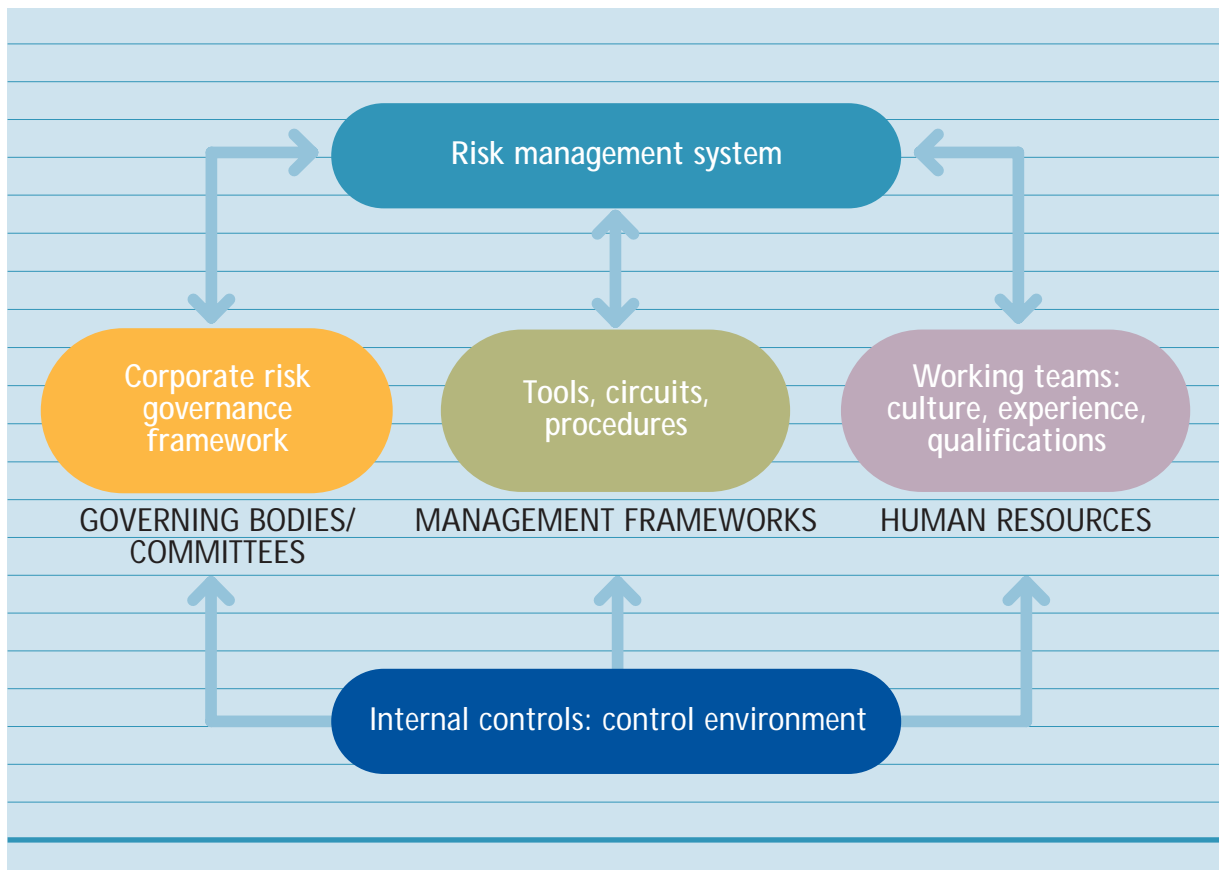 Risk management system
Corporate risk
governance
framework
GOVERNING BODIES/
COMMITTEES
Tools, circuits,
procedures
MANAGEMENT FRAMEWORKS
Working teams:
culture, experience,
qualifications
HUMAN RESOURCES
Internal controls: control environment